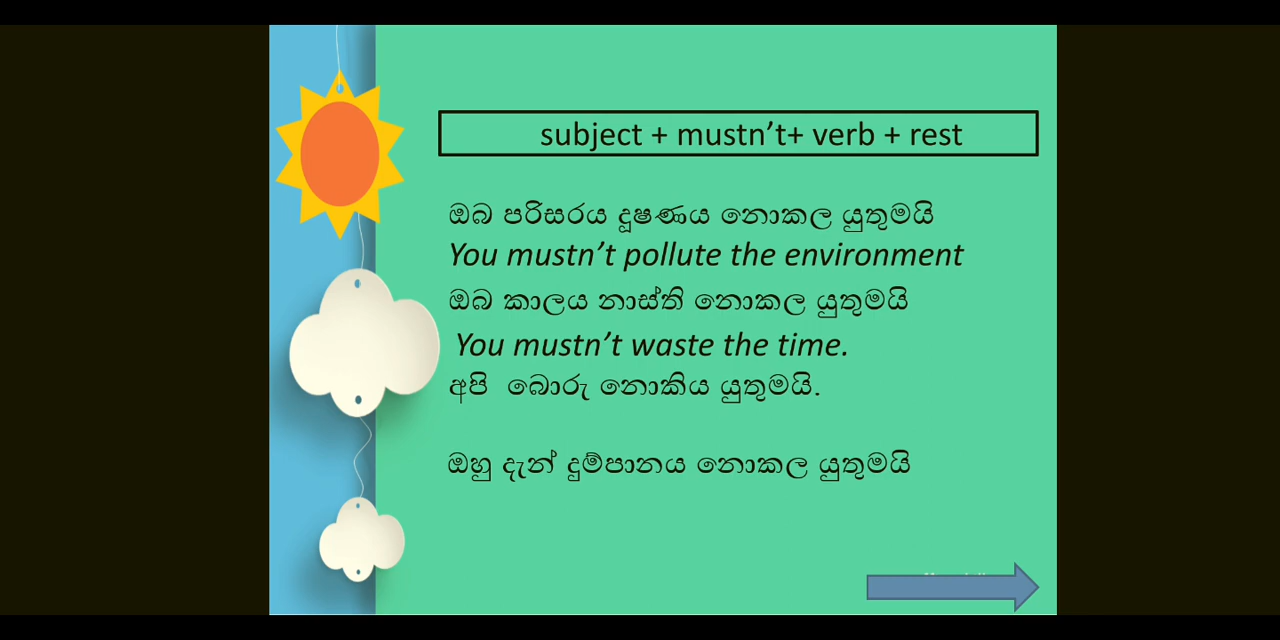 subject + mustn’t+ verb + rest
ඔබ පරිසරය දූෂණය නොකල යුතුමයි
You mustn’t pollute the environment
ඔබ කාලය නාස්ති නොකල යුතුමයි
You mustn’t waste the time.
අපි බොරු නොකිය යුතුමයි.
ඔහු දැන් දුම්පානය නොකල යුතුමයි